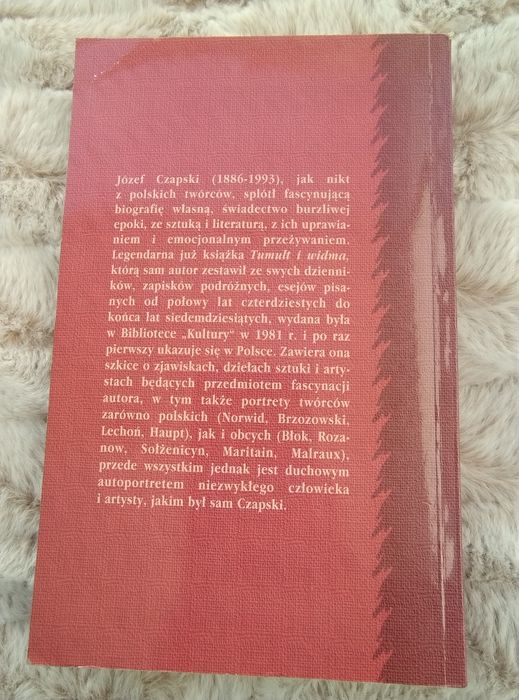 Józef Czapski (1886-1993), jak nikt
z polskich twórców, splótł fascynującą
biografię własną, świadectwo burzliwej
epoki, ze sztuką i literaturą, z ich uprawia-
niem i emocjonalnym przeżywaniem.
Legendarna już książka Tumult i widma,
którą sam autor zestawił ze swych dzienni-
ków, zapisków podróżnych, esejów pisa-
nych od połowy lat czterdziestych do
końca lat siedemdziesiątych, wydana była
w Bibliotece „Kultury“ w 1981 r. i po raz
pierwszy ukazuje się w Polsce. Zawiera ona
szkice o zjawiskach, dziełach sztuki i arty-
stach będących przedmiotem fascynacji
autora, w tym także portrety twórców
zarówno polskich (Norwid, Brzozowski,
Lechoń, Haupt), jak i obcych (Błok, Roza-
now, Sołżenicyn, Maritain, Malraux),
przede wszystkim jednak jest duchowym
autoportretem niezwykłego człowieka
i artysty, jakim był sam Czapski.